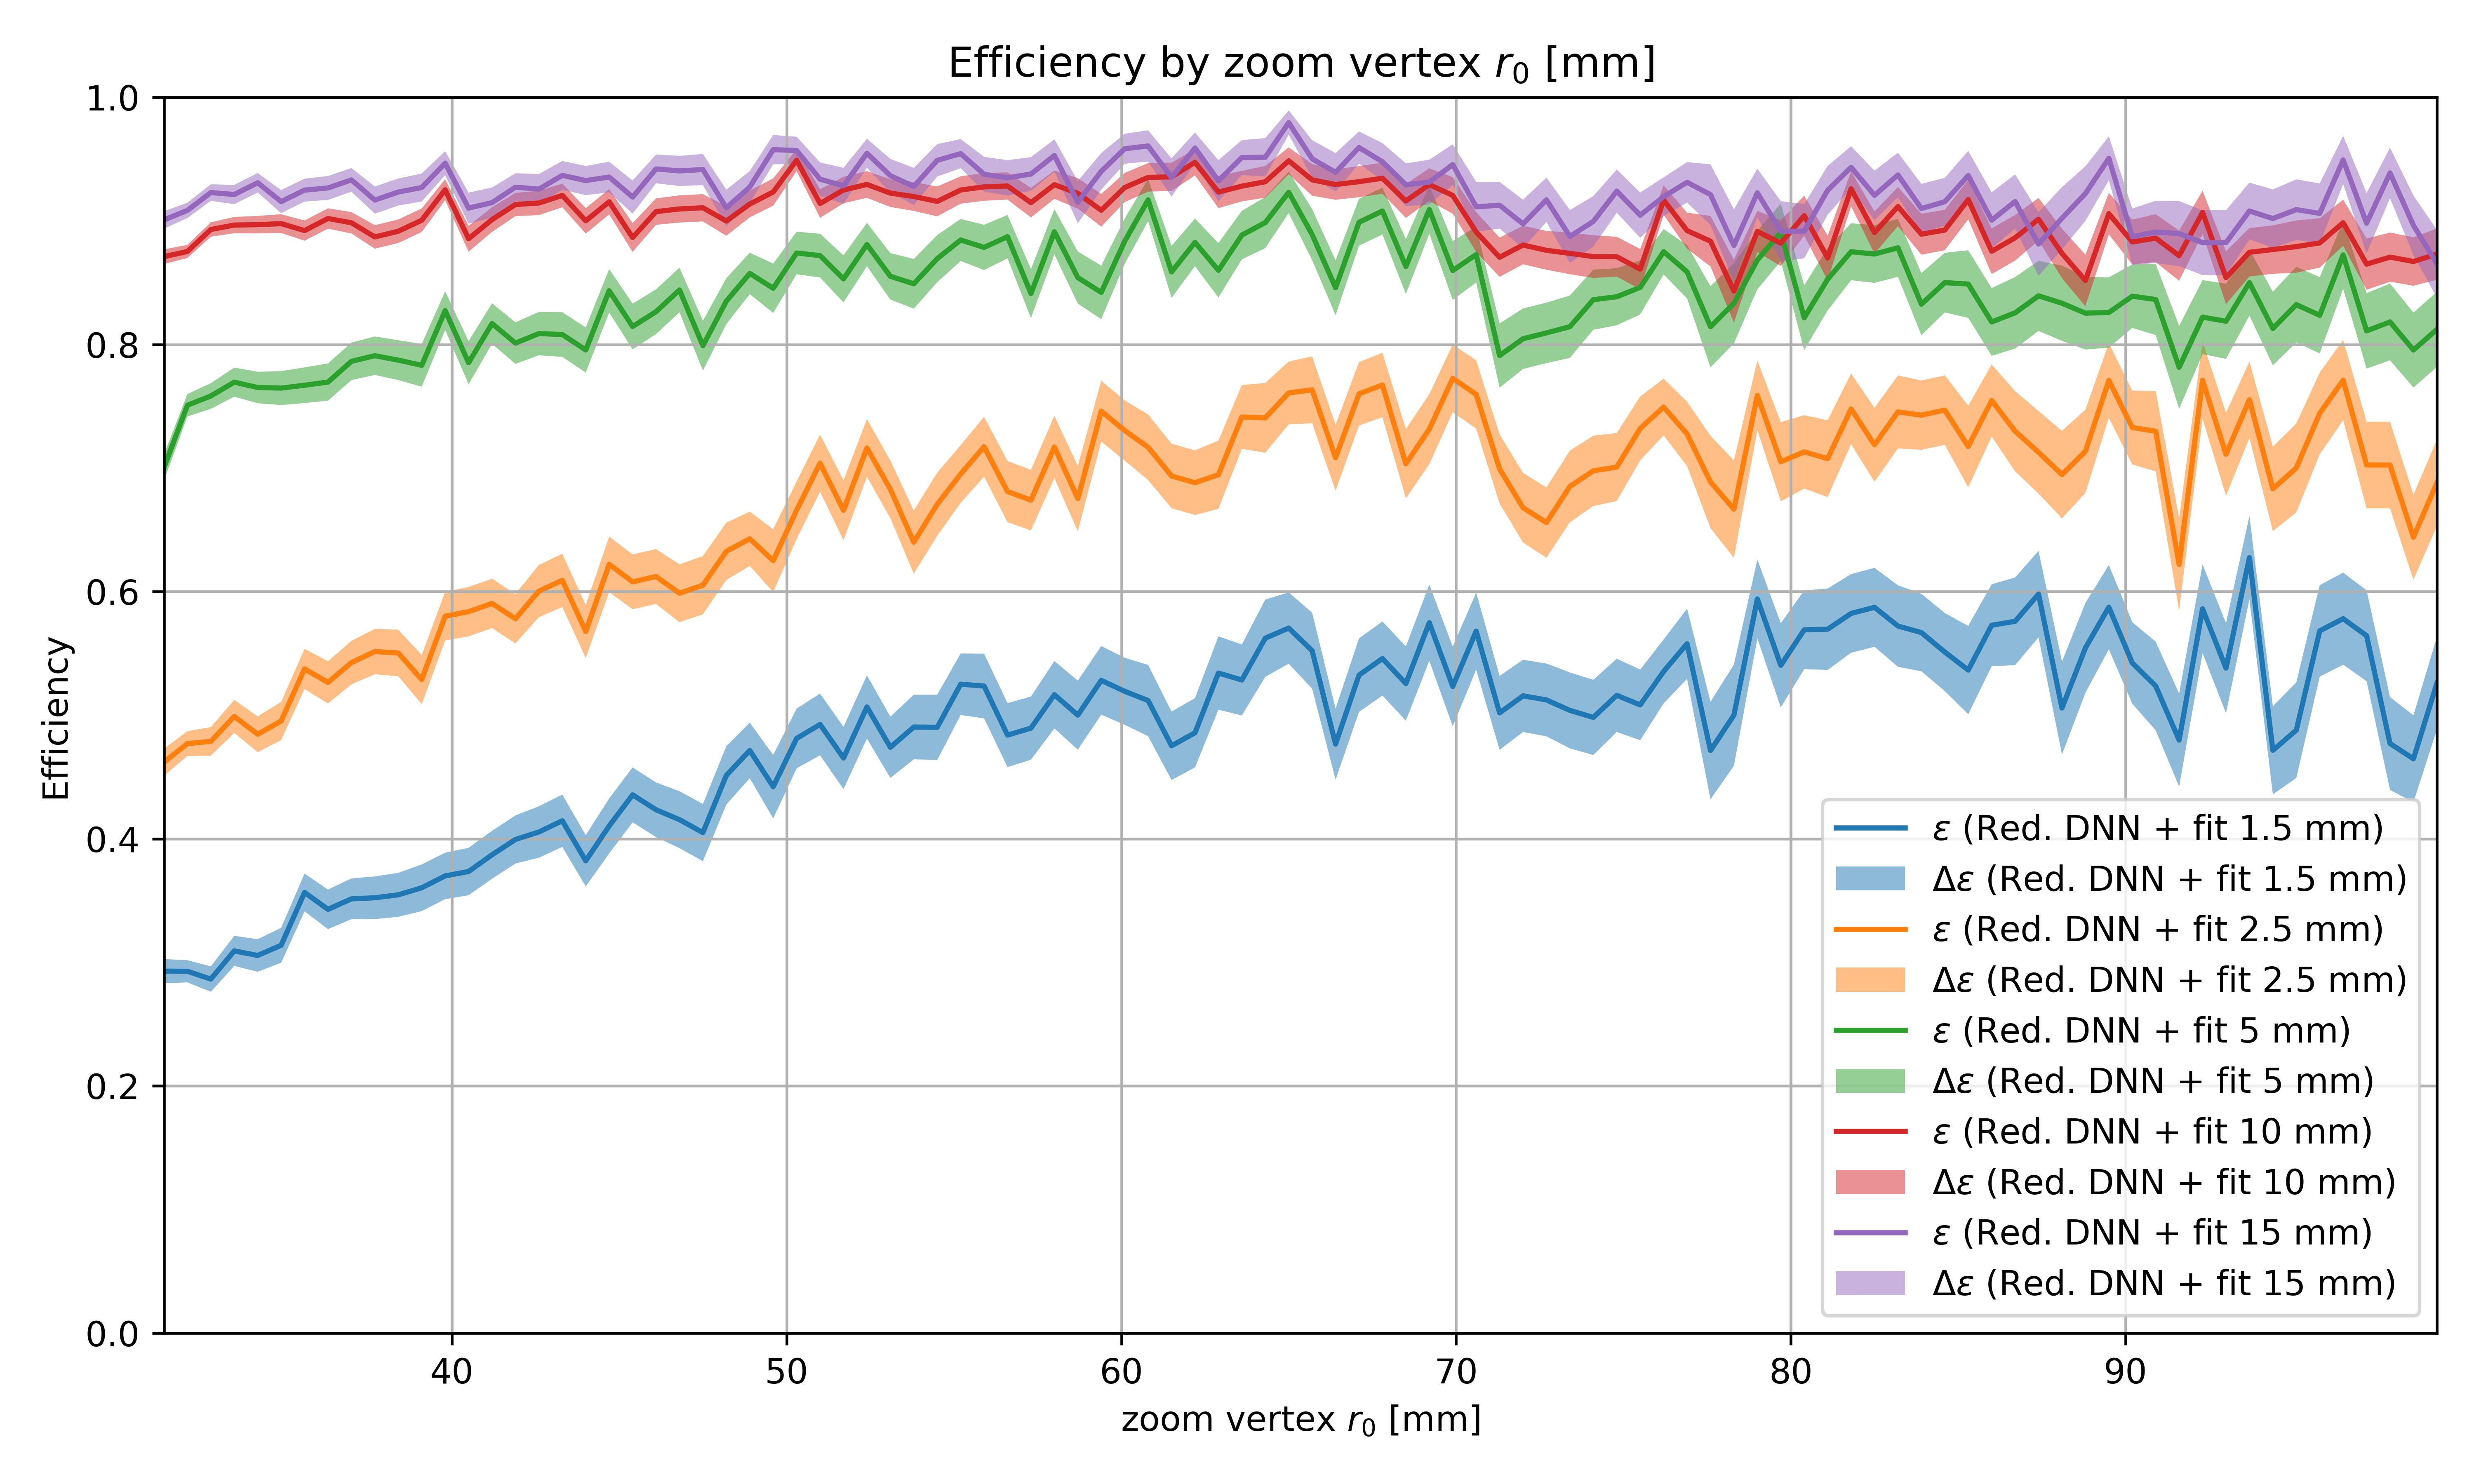 Efficiency by zoom vertex r₀ [mm]
1.0
0.8
0.6
0.4
0.2
0.0
Efficiency
ε (Red. DNN + fit 1.5 mm)
Δε (Red. DNN + fit 1.5 mm)
ε (Red. DNN + fit 2.5 mm)
Δε (Red. DNN + fit 2.5 mm)
ε (Red. DNN + fit 5 mm)
Δε (Red. DNN + fit 5 mm)
ε (Red. DNN + fit 10 mm)
Δε (Red. DNN + fit 10 mm)
ε (Red. DNN + fit 15 mm)
Δε (Red. DNN + fit 15 mm)
40 50 60 70 80 90
zoom vertex r₀ [mm]